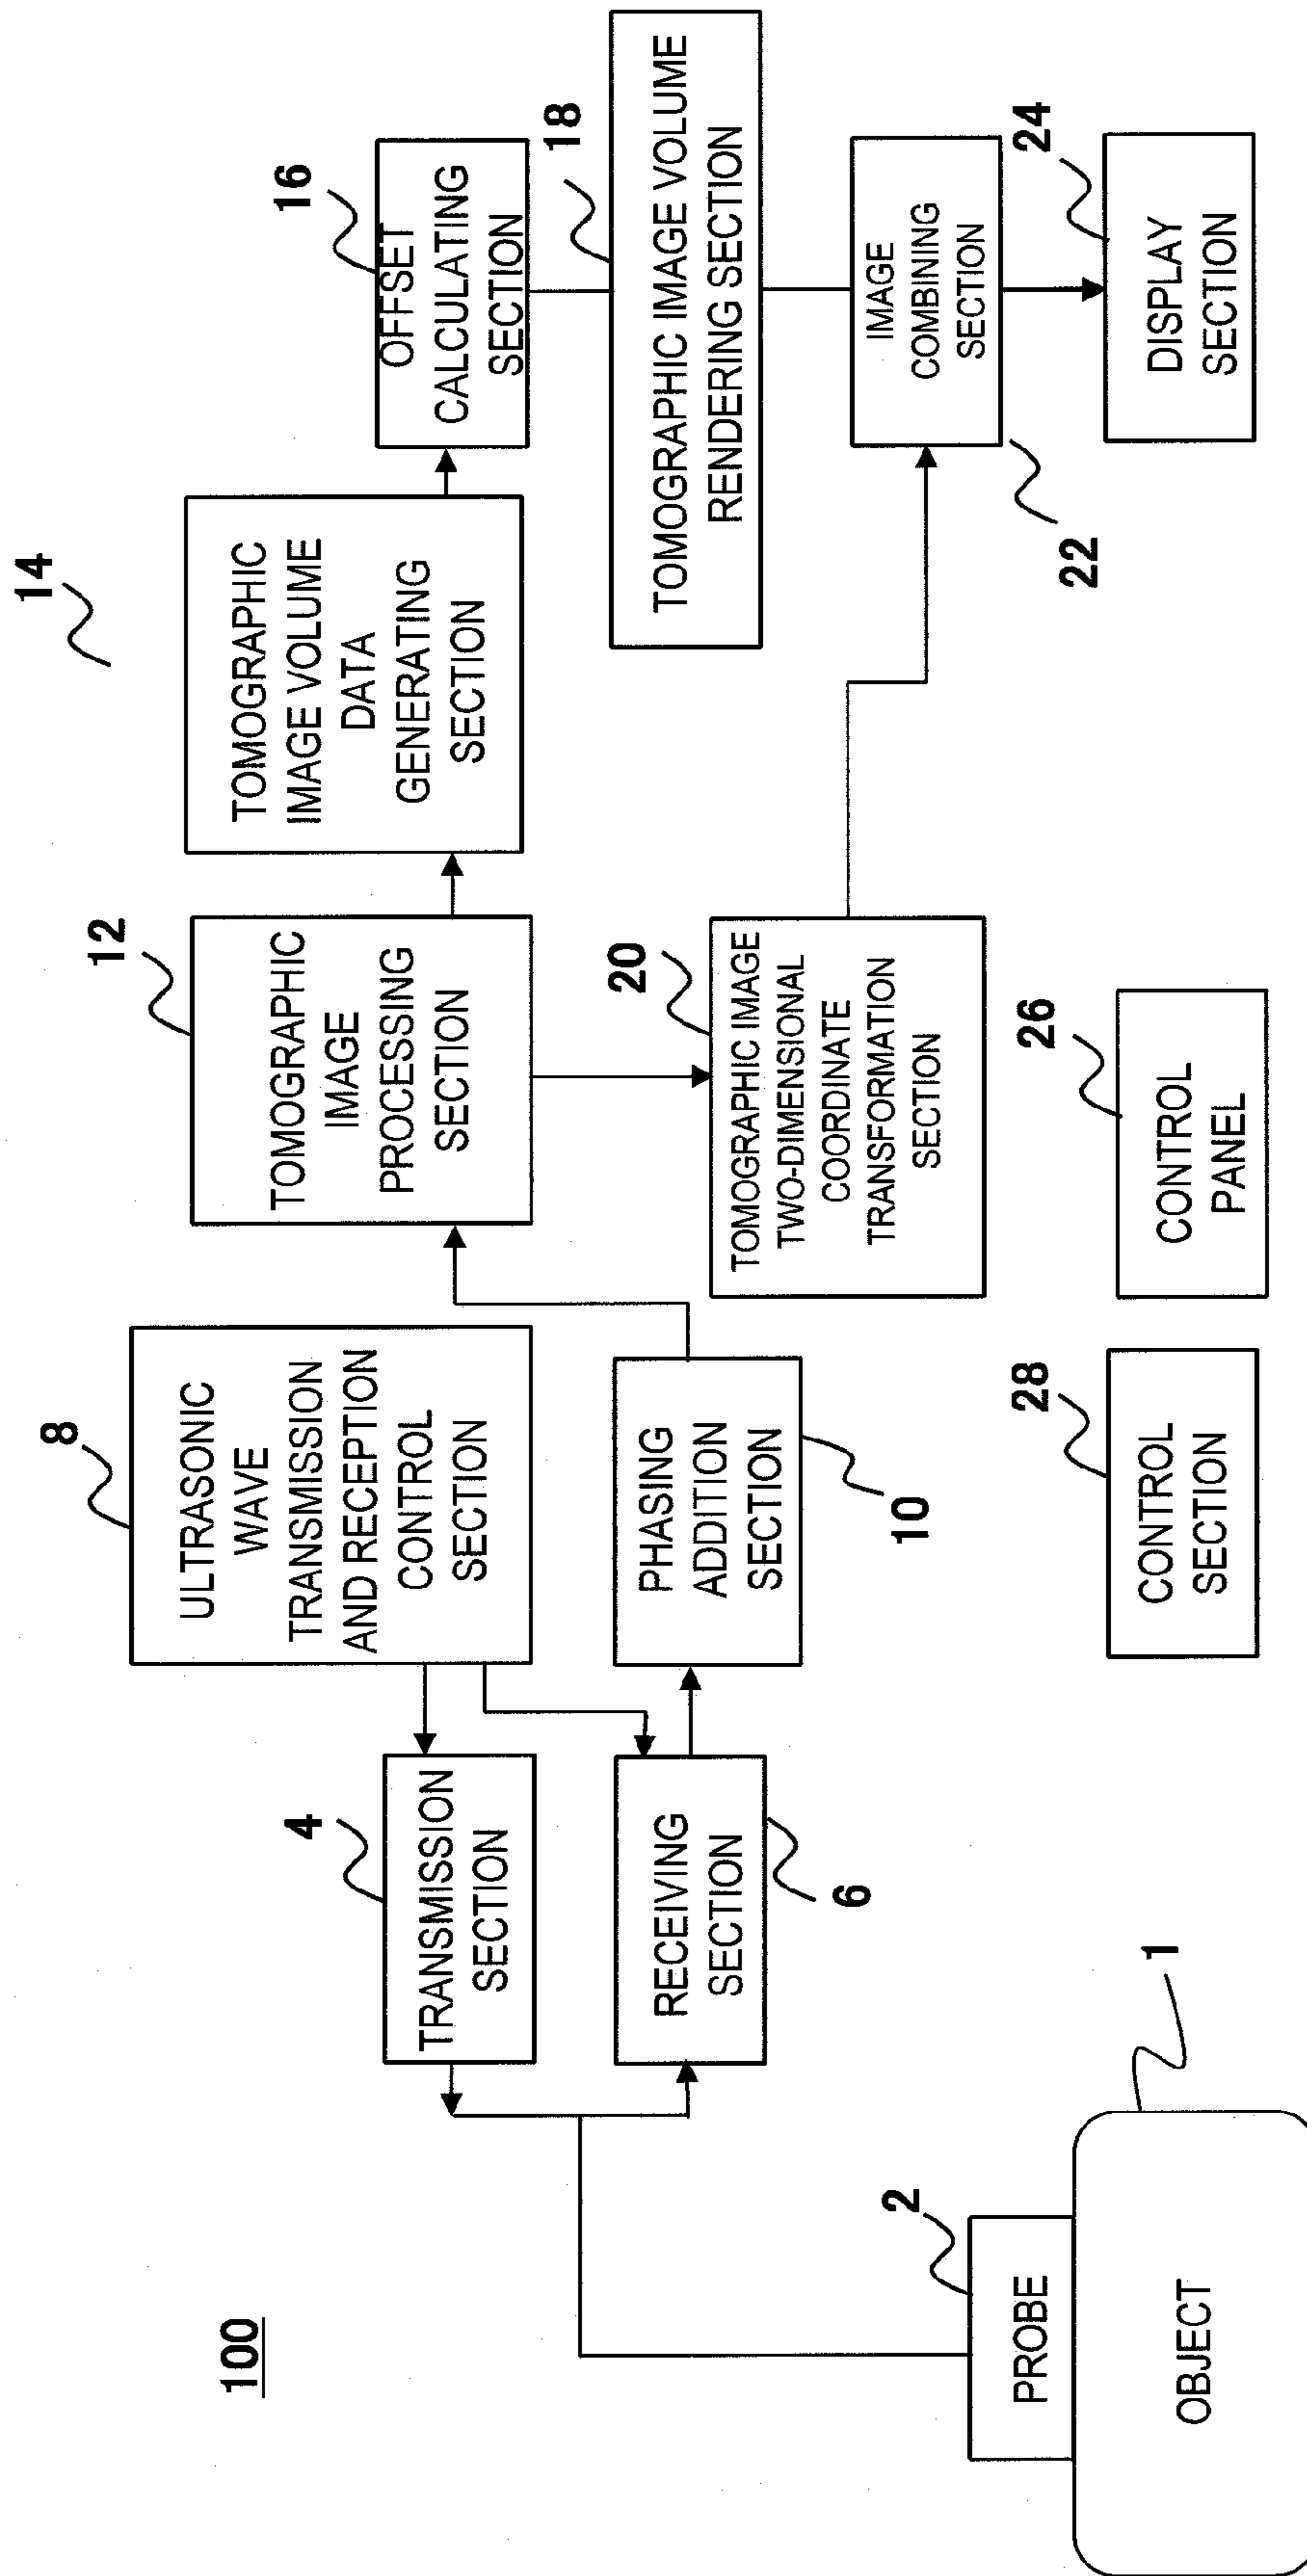 100
8
ULTRASONIC
WAVE
TRANSMISSION
AND RECEPTION
CONTROL
SECTION
12
TOMOGRAPHIC
IMAGE
PROCESSING
SECTION
14
TOMOGRAPHIC
IMAGE VOLUME
DATA
GENERATING
SECTION
16
OFFSET
CALCULATING
SECTION
4
TRANSMISSION
SECTION
18
TOMOGRAPHIC IMAGE VOLUME
RENDERING SECTION
RECEIVING
SECTION
6
PHASING
ADDITION
SECTION
10
20
TOMOGRAPHIC IMAGE
TWO-DIMENSIONAL
COORDINATE
TRANSFORMATION
SECTION
IMAGE
COMBINING
SECTION
22
2
PROBE
1
OBJECT
28
CONTROL
SECTION
26
CONTROL
PANEL
24
DISPLAY
SECTION